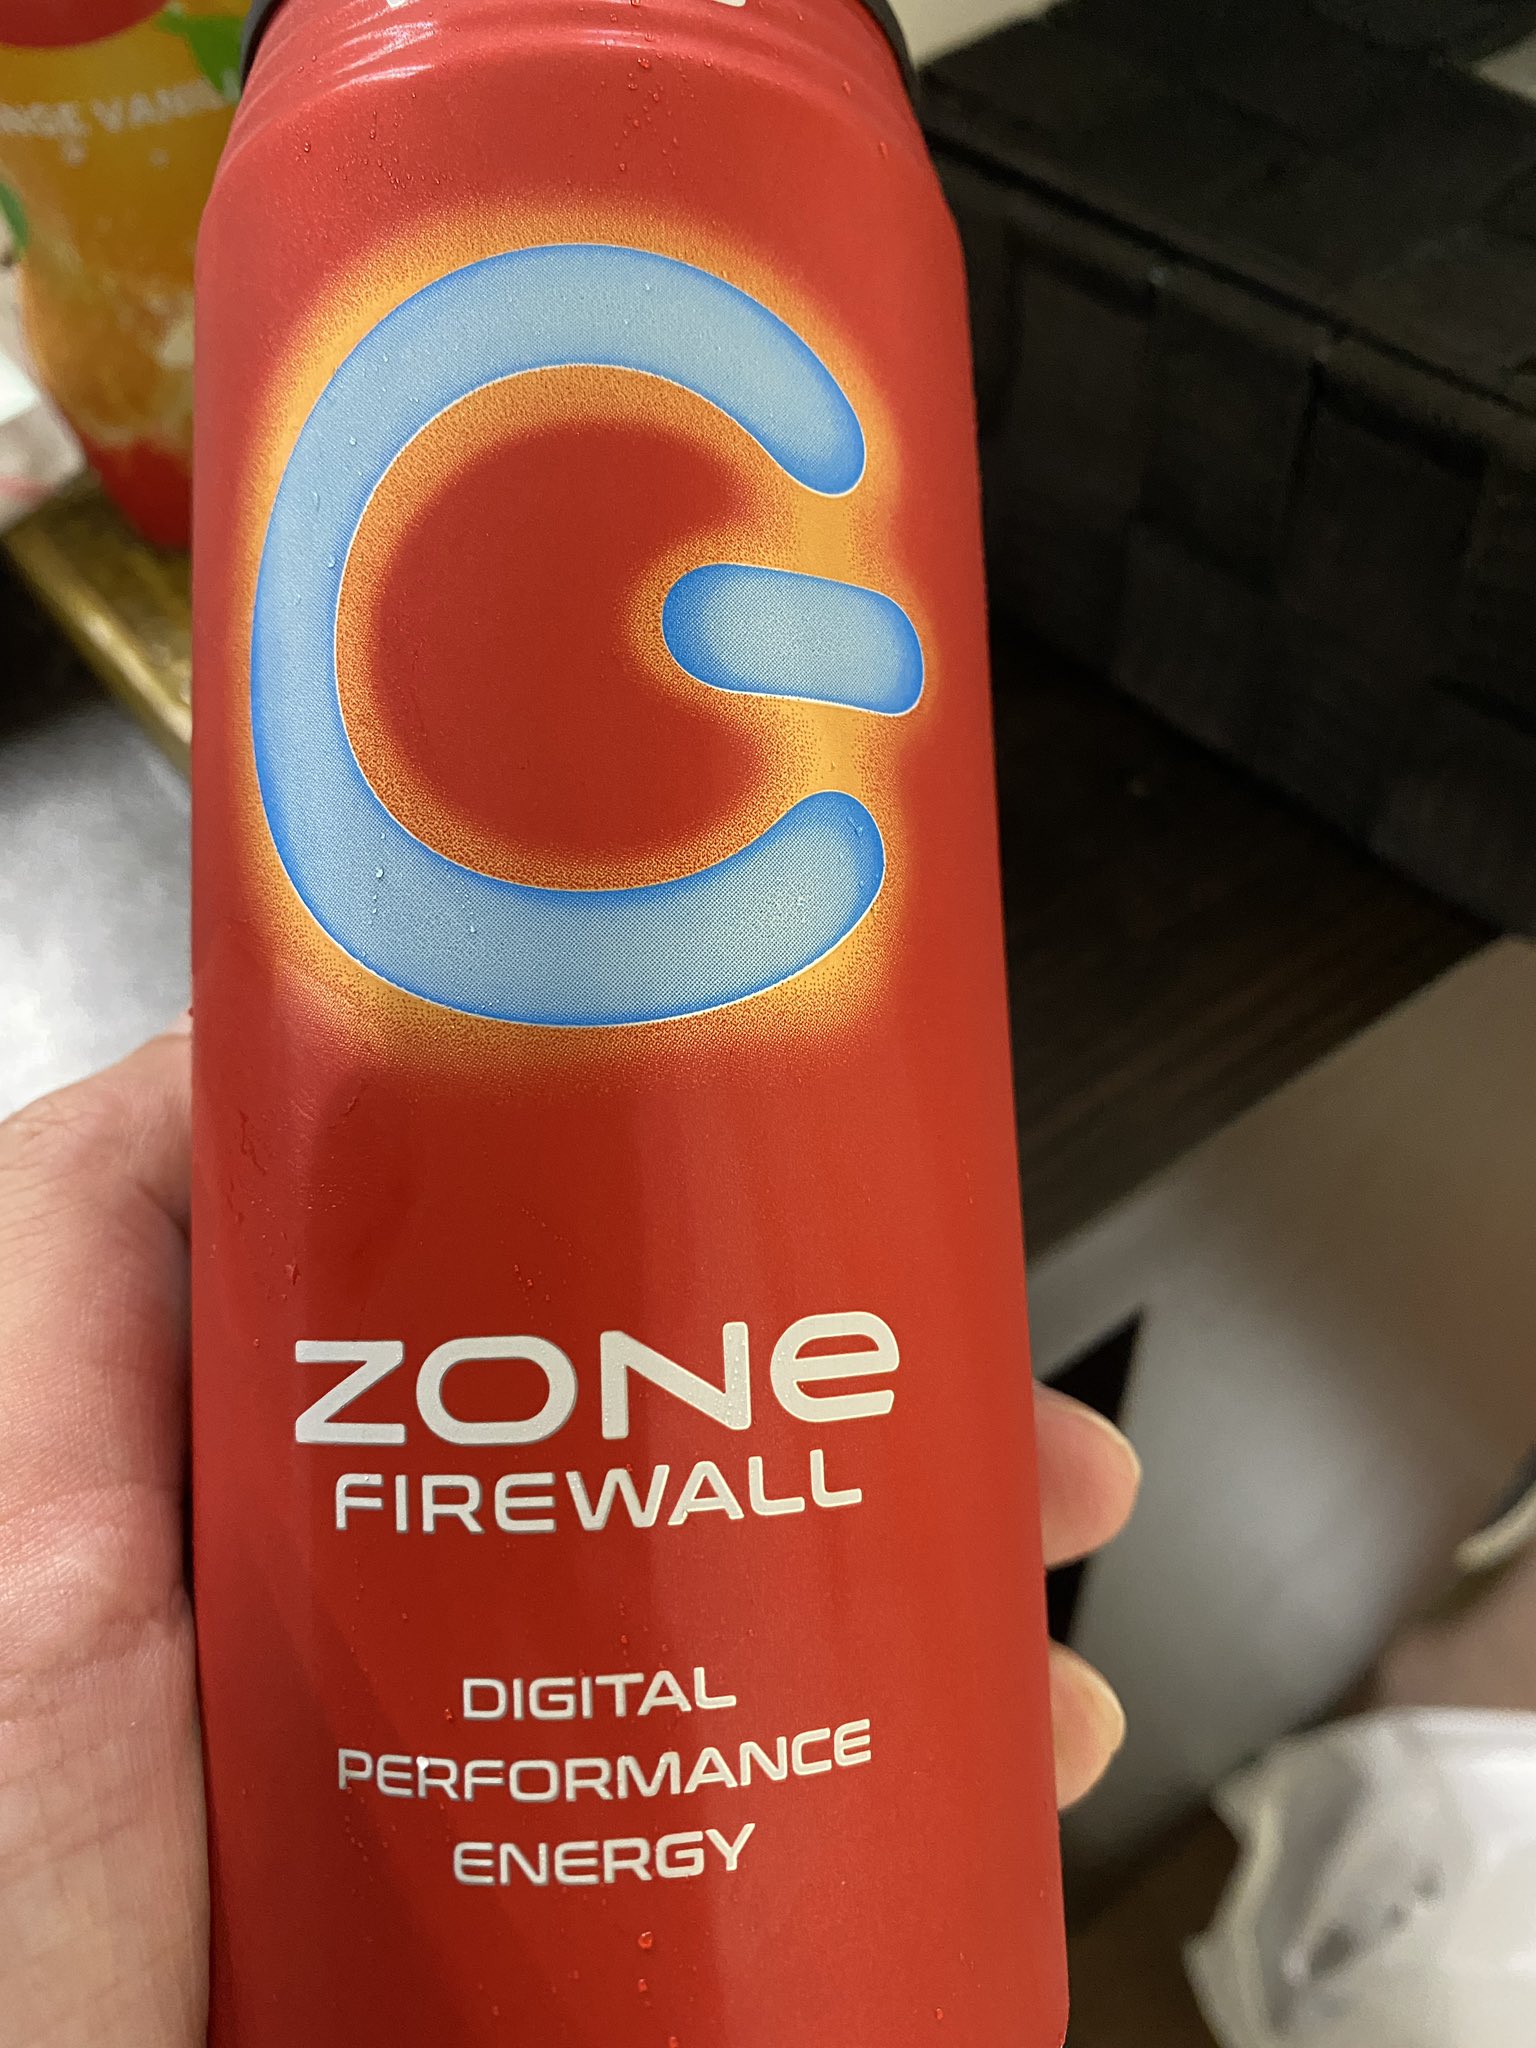 ZONe
FIREWALL
DIGITAL
PERFORMANCE
ENERGY